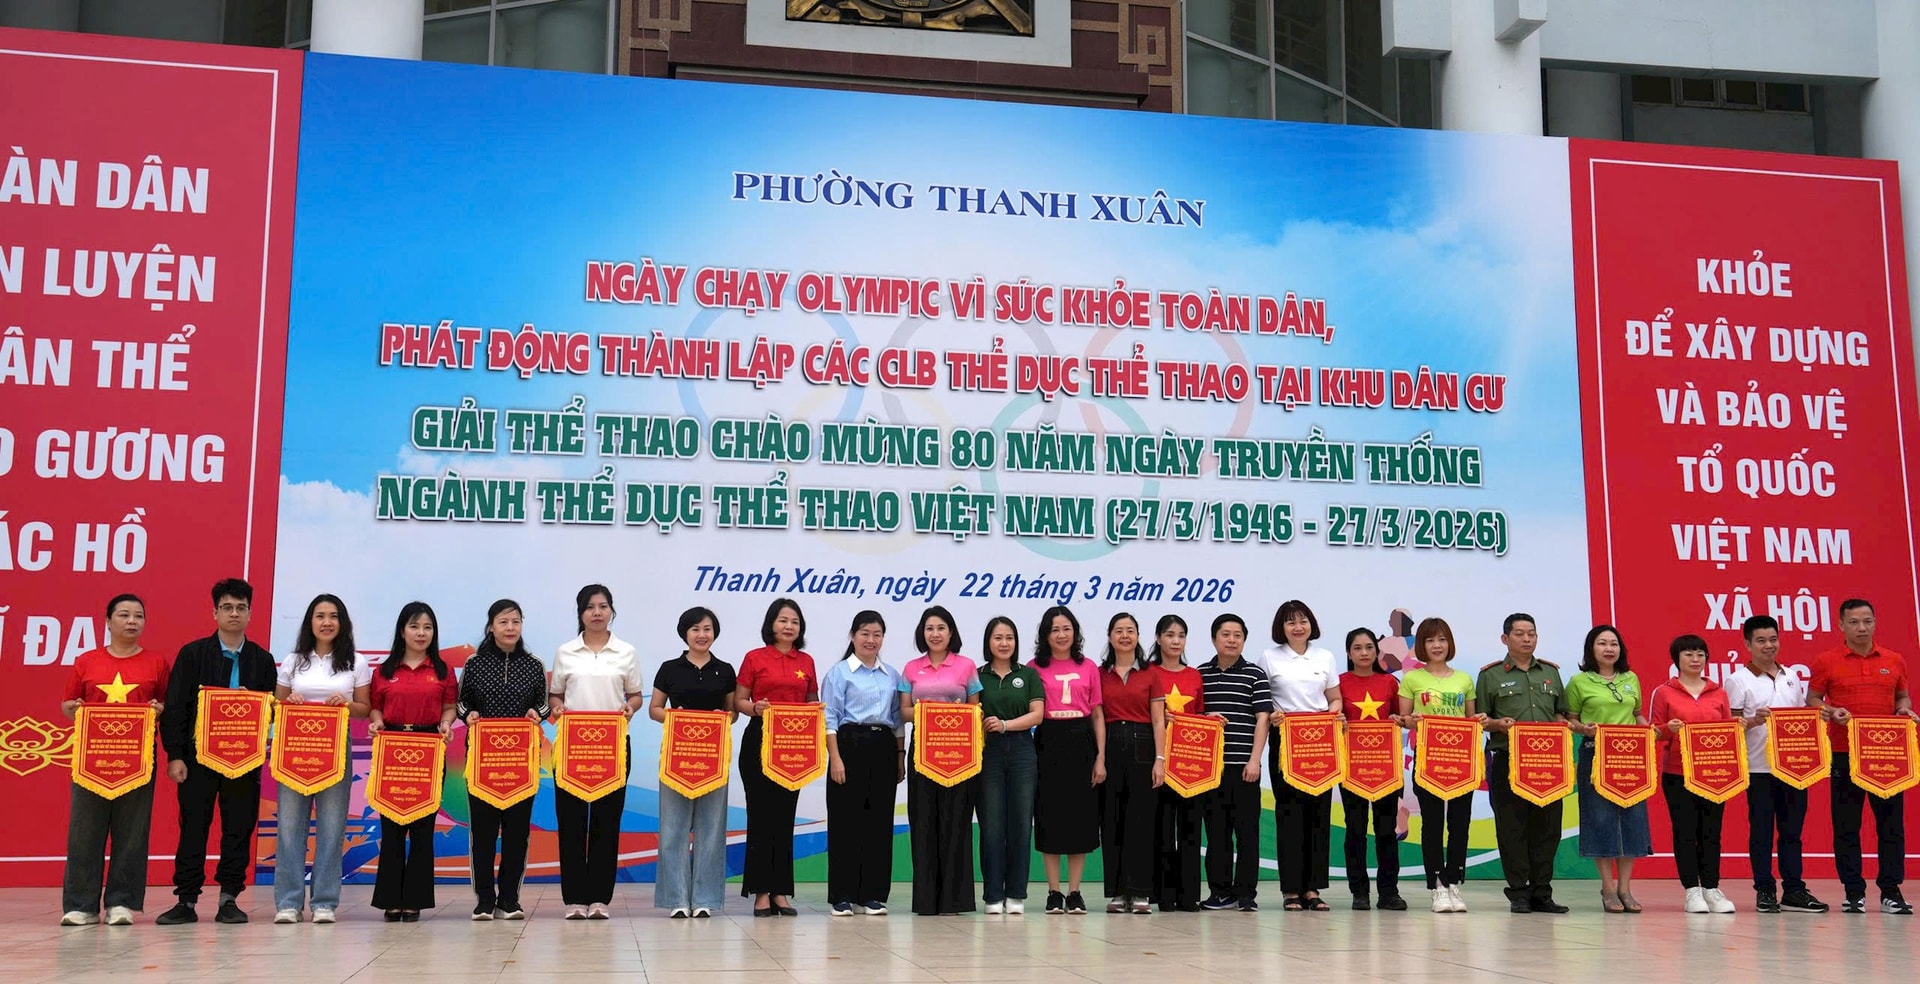 ÀN DÂN
N LUYỆN
ÂN THỂ
O GƯƠNG
ÁC HỒ
Ĩ ĐẠI
PHƯỜNG THANH XUÂN
NGÀY CHẠY OLYMPIC VÌ SỨC KHỎE TOÀN DÂN,
PHÁT ĐỘNG THÀNH LẬP CÁC CLB THỂ DỤC THỂ THAO TẠI KHU DÂN CƯ
GIẢI THỂ THAO CHÀO MỪNG 80 NĂM NGÀY TRUYỀN THỐNG
NGÀNH THỂ DỤC THỂ THAO VIỆT NAM (27/3/1946 - 27/3/2026)
Thanh Xuân, ngày 22 tháng 3 năm 2026
KHỎE
ĐỂ XÂY DỰNG
VÀ BẢO VỆ
TỔ QUỐC
VIỆT NAM
XÃ HỘI